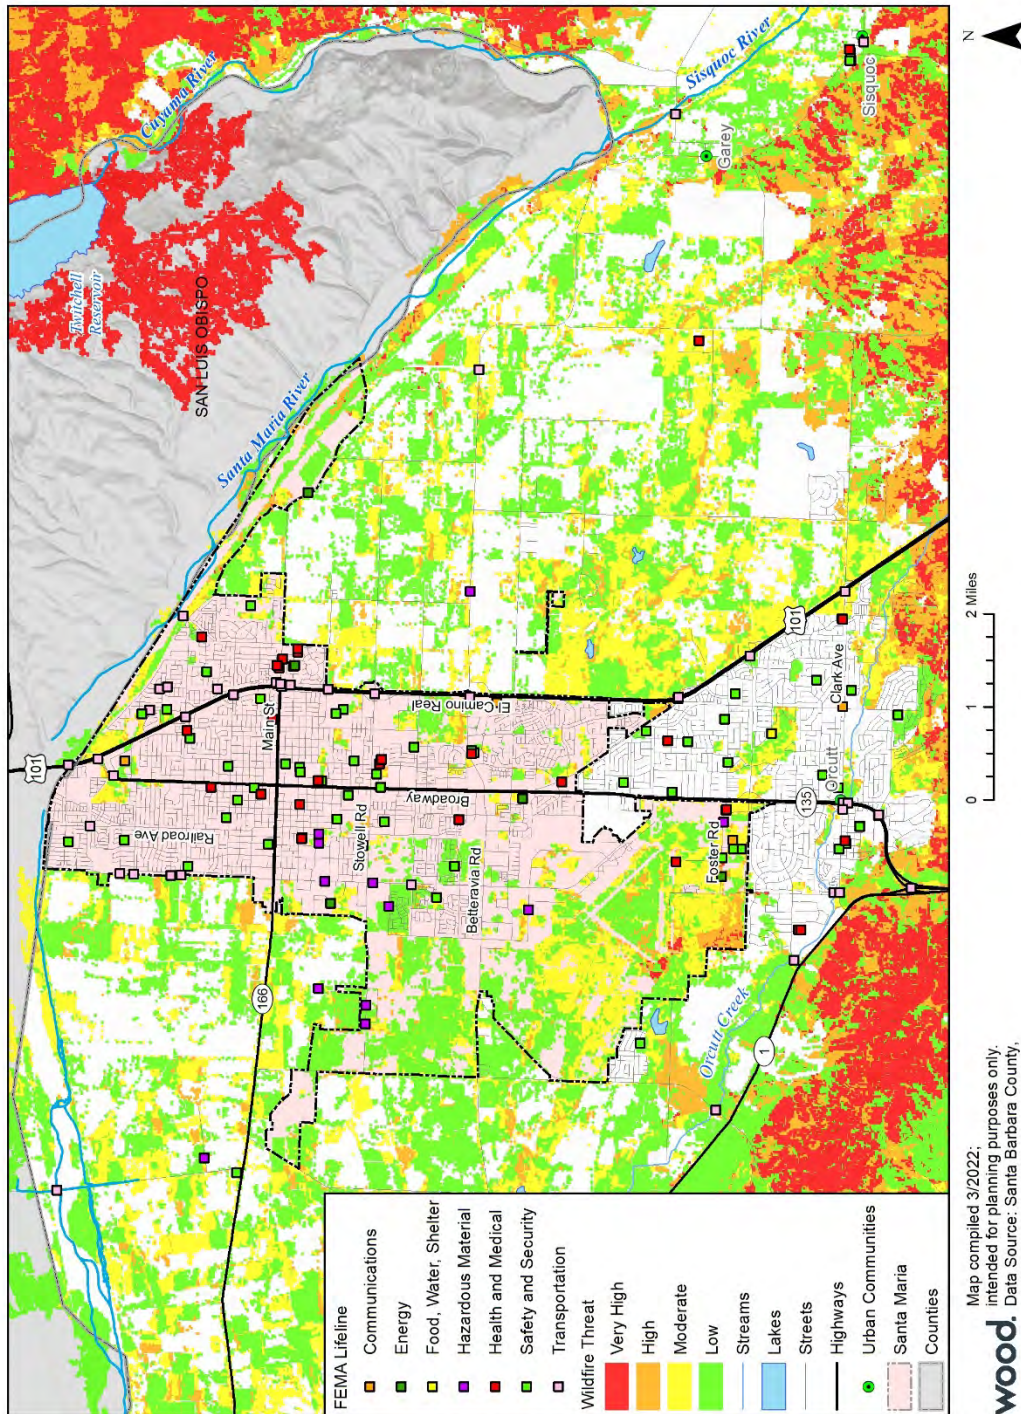 Cuyama River
Sisquoc River
Sisquoc
Garey
Twitchell
Reservoir
SAN LUIS OBISPO
Santa Maria River
101
Main St
El Camino Real
Broadway
Railroad Ave
Stowell Rd
Betteravia Rd
166
101
Clark Ave
Orcutt
135
Foster Rd
Orcutt Creek
1
FEMA Lifeline
Communications
Energy
Food, Water, Shelter
Hazardous Material
Health and Medical
Safety and Security
Transportation
Wildfire Threat
Very High
High
Moderate
Low
Streams
Lakes
Streets
Highways
Urban Communities
Santa Maria
Counties
N
0 1 2 Miles
wood.
Map compiled 3/2022;
intended for planning purposes only.
Data Source: Santa Barbara County,